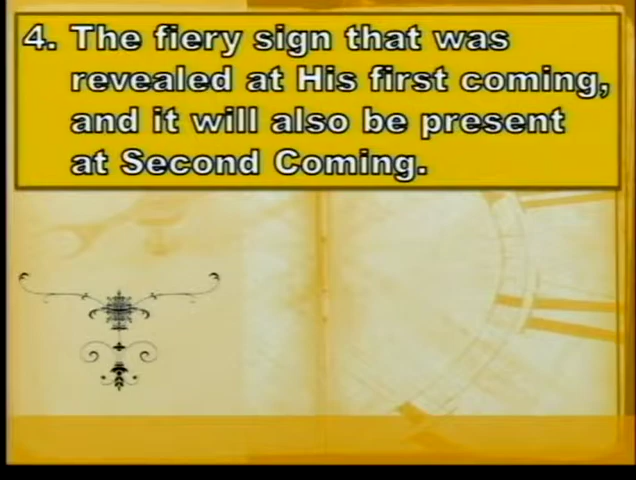 4. The fiery sign that was
revealed at His first coming,
and it will also be present
at Second Coming.